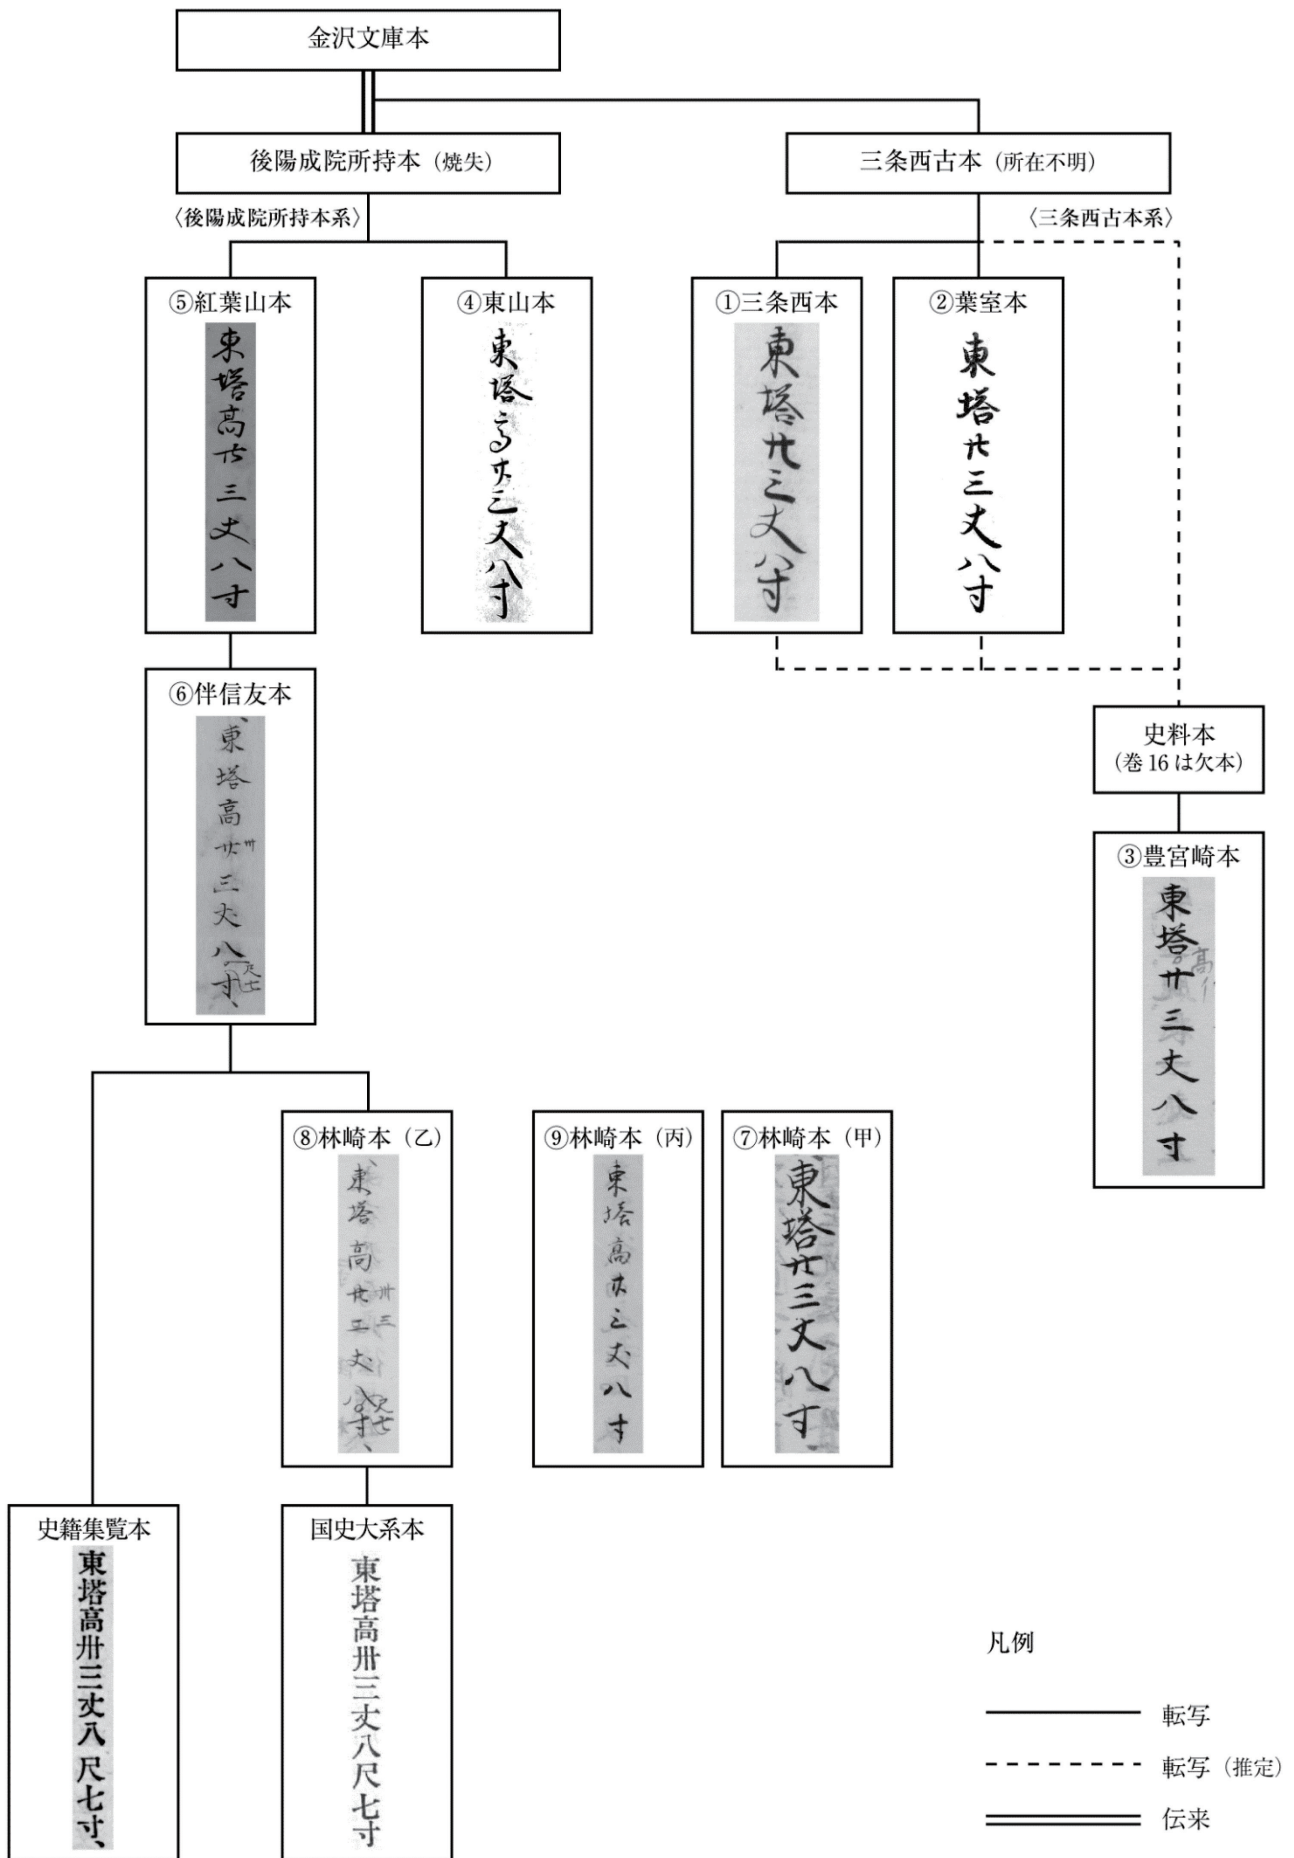 金沢文庫本
後陽成院所持本（焼失）
三条西古本（所在不明）
〈後陽成院所持本系〉
〈三条西古本系〉
⑤紅葉山本
東塔高廿三丈八寸
④東山本
東塔高廿三丈八寸
①三条西本
東塔廿三丈八寸
②葉室本
東塔廿三丈八寸
⑥伴信友本
東塔高廿三丈八寸、
卅
尺七
史料本
（巻 16 は欠本）
③豊宮崎本
東塔廿三丈八寸
高イ
⑧林崎本（乙）
東塔高廿五丈八寸、
卅三
尺七
⑨林崎本（丙）
東塔高廿三丈八寸
⑦林崎本（甲）
東塔廿三丈八寸
史籍集覧本
東塔高卅三丈八尺七寸、
国史大系本
東塔高卅三丈八尺七寸
凡例
転写
転写（推定）
伝来